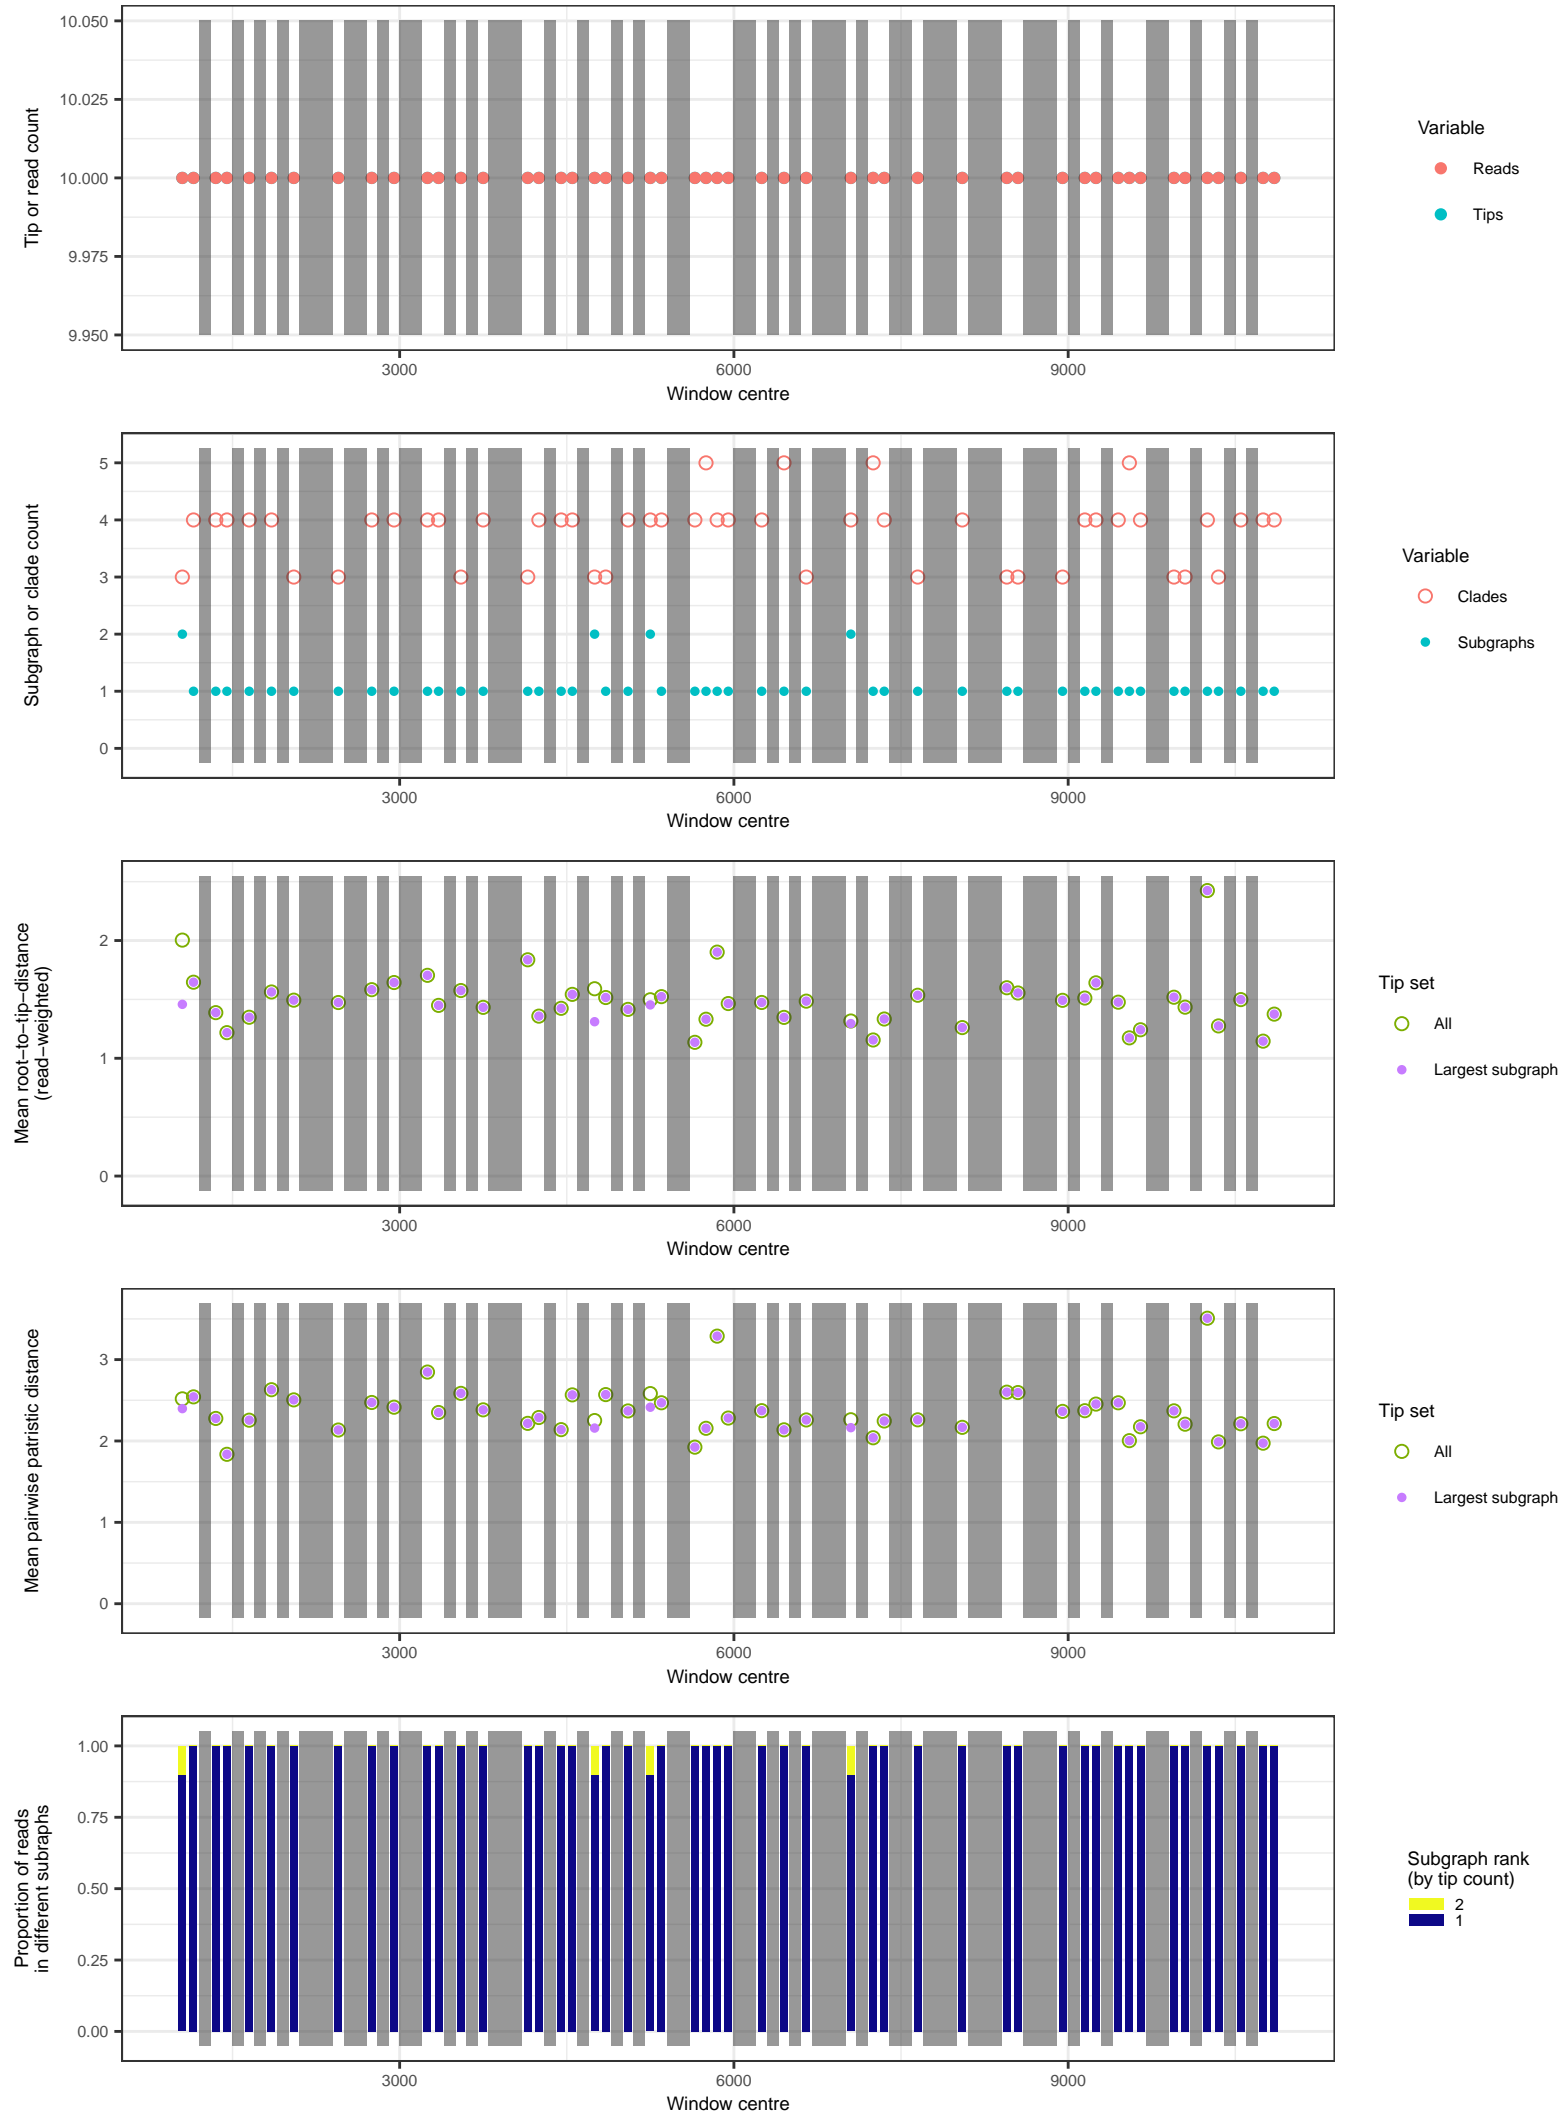 10.050
10.025
10.000
9.975
9.950
Tip or read count
3000 6000 9000
Window centre
Variable
Reads
Tips
5
4
3
2
1
0
Subgraph or clade count
3000 6000 9000
Window centre
Variable
Clades
Subgraphs
2
1
0
Mean root−to−tip−distance
(read−weighted)
3000 6000 9000
Window centre
Tip set
All
Largest subgraph
3
2
1
0
Mean pairwise patristic distance
3000 6000 9000
Window centre
Tip set
All
Largest subgraph
1.00
0.75
0.50
0.25
0.00
Proportion of reads
in different subraphs
3000 6000 9000
Window centre
Subgraph rank
(by tip count)
2
1